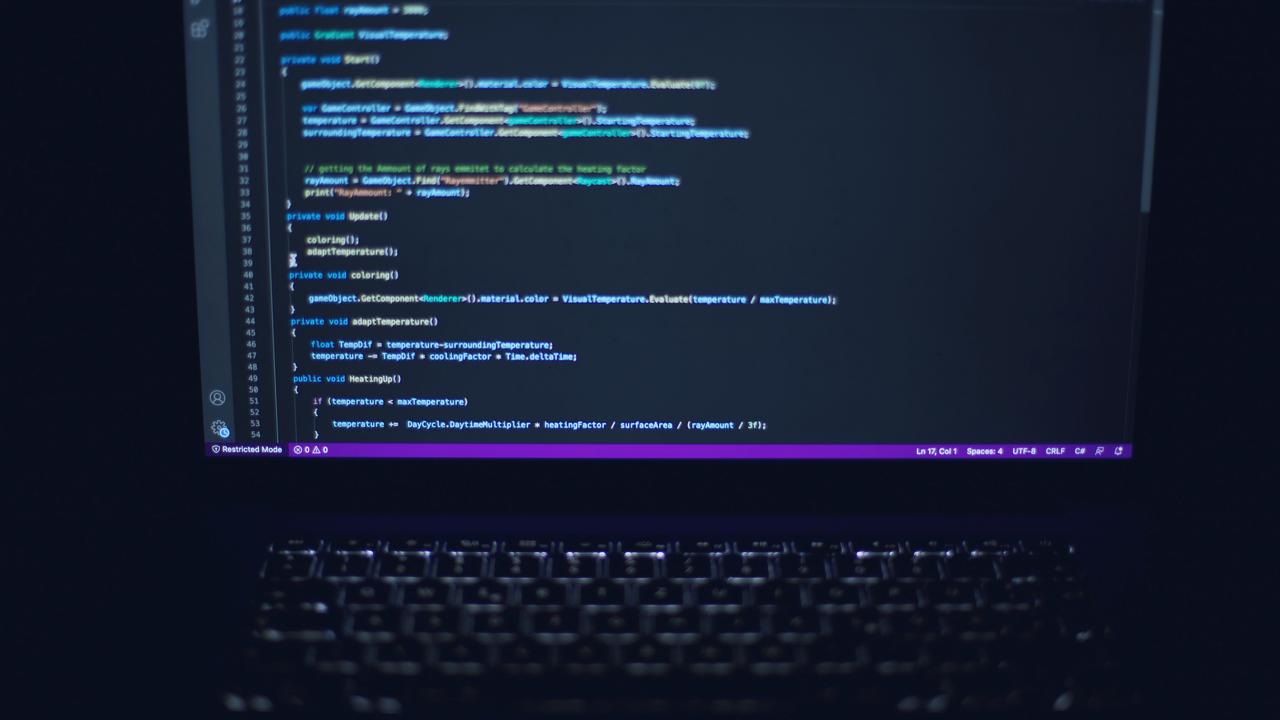 18 public float rayAmount = 3000;
19
20 public Gradient VisualTemperature;
21
22 private void Start()
23 {
24 gameObject.GetComponent<Renderer>().material.color = VisualTemperature.Evaluate(0f);
25
26 var GameController = GameObject.FindWithTag("GameController");
27 temperature = GameController.GetComponent<gameController>().StartingTemperature;
28 surroundingTemperature = GameController.GetComponent<gameController>().StartingTemperature;
29
30
31 // getting the Ammount of rays emmitet to calculate the heating factor
32 rayAmount = GameObject.Find("Rayemmitter").GetComponent<Raycast>().RayAmount;
33 print("RayAmmount: " + rayAmount);
34 }
35 private void Update()
36 {
37 coloring();
38 adaptTemperature();
39 }
40 private void coloring()
41 {
42 gameObject.GetComponent<Renderer>().material.color = VisualTemperature.Evaluate(temperature / maxTemperature);
43 }
44 private void adaptTemperature()
45 {
46 float TempDif = temperature-surroundingTemperature;
47 temperature -= TempDif * coolingFactor * Time.deltaTime;
48 }
49 public void HeatingUp()
50 {
51 if (temperature < maxTemperature)
52 {
53 temperature += DayCycle.DaytimeMultiplier * heatingFactor / surfaceArea / (rayAmount / 3f);
54 }
Restricted Mode 0 0 Ln 17, Col 1 Spaces: 4 UTF-8 CRLF C#